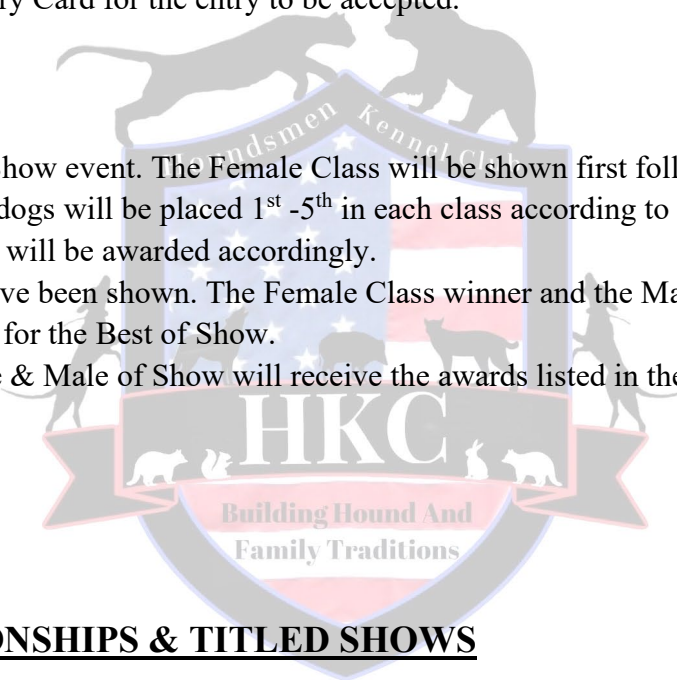 ry Card for the entry to be accepted.
Houndsmen Kennel Club
Show event. The Female Class will be shown first foll
dogs will be placed 1st -5th in each class according to
will be awarded accordingly.
ve been shown. The Female Class winner and the Ma
for the Best of Show.
e & Male of Show will receive the awards listed in the
HKC
Building Hound And
Family Traditions
ONSHIPS & TITLED SHOWS